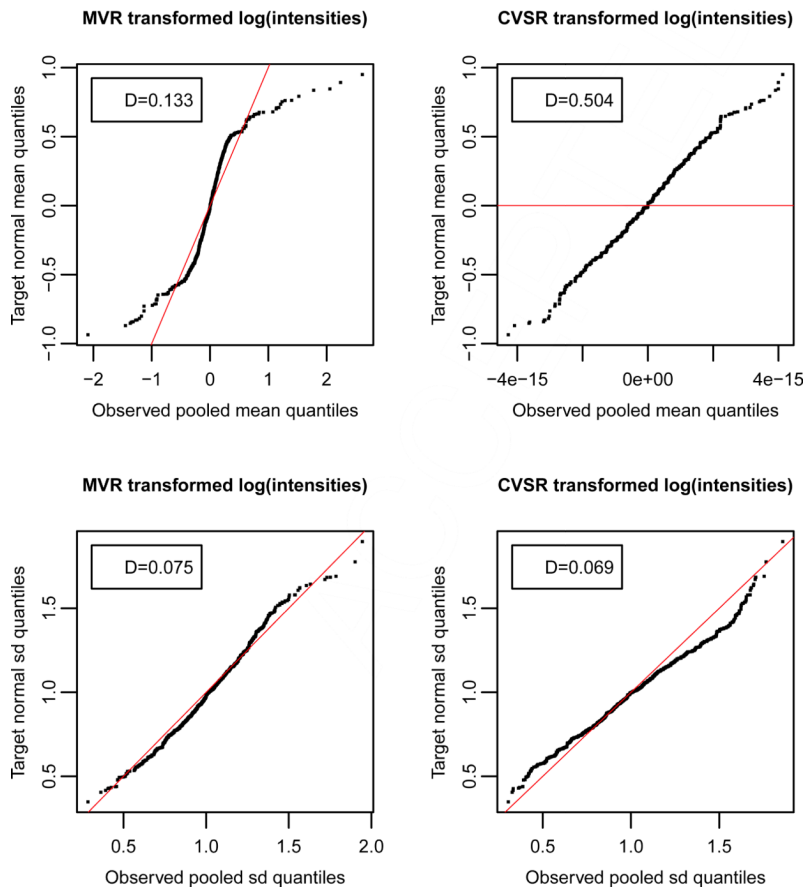 MVR transformed log(intensities)
D=0.133
Target normal mean quantiles
1.0
0.5
0.0
−0.5
−1.0
−2
−1
0
1
2
Observed pooled mean quantiles
CVSR transformed log(intensities)
D=0.504
Target normal mean quantiles
1.0
0.5
0.0
−0.5
−1.0
−4e−15
0e+00
4e−15
Observed pooled mean quantiles
MVR transformed log(intensities)
D=0.075
Target normal sd quantiles
1.5
1.0
0.5
0.5
1.0
1.5
2.0
Observed pooled sd quantiles
CVSR transformed log(intensities)
D=0.069
Target normal sd quantiles
1.5
1.0
0.5
0.5
1.0
1.5
Observed pooled sd quantiles